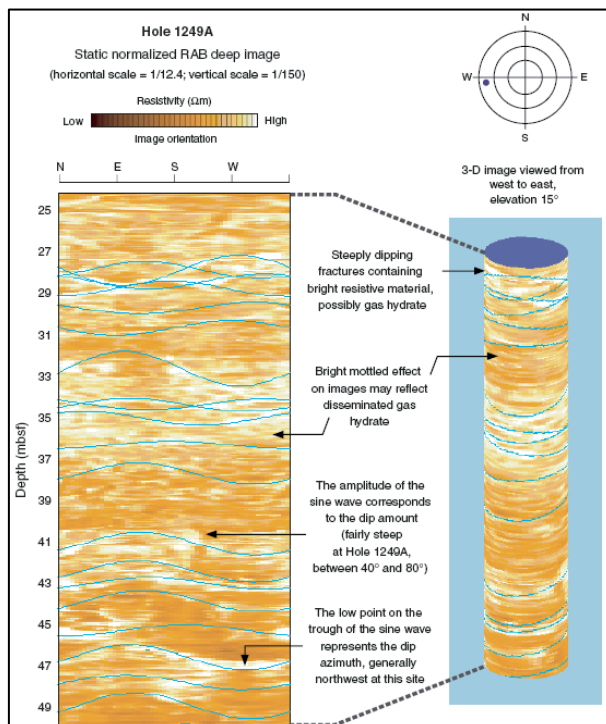 Hole 1249A
Static normalized RAB deep image
(horizontal scale = 1/12.4; vertical scale = 1/150)
Resistivity (Ωm)
Low High
Image orientation
N E S W
N
W E
S
3-D image viewed from
west to east,
elevation 15°
Depth (mbsf)
25
27
29
31
33
35
37
39
41
43
45
47
49
Steeply dipping
fractures containing
bright resistive material,
possibly gas hydrate
Bright mottled effect
on images may reflect
disseminated gas
hydrate
The amplitude of the
sine wave corresponds
to the dip amount
(fairly steep
at Hole 1249A,
between 40° and 80°)
The low point on the
trough of the sine wave
represents the dip
azimuth, generally
northwest at this site